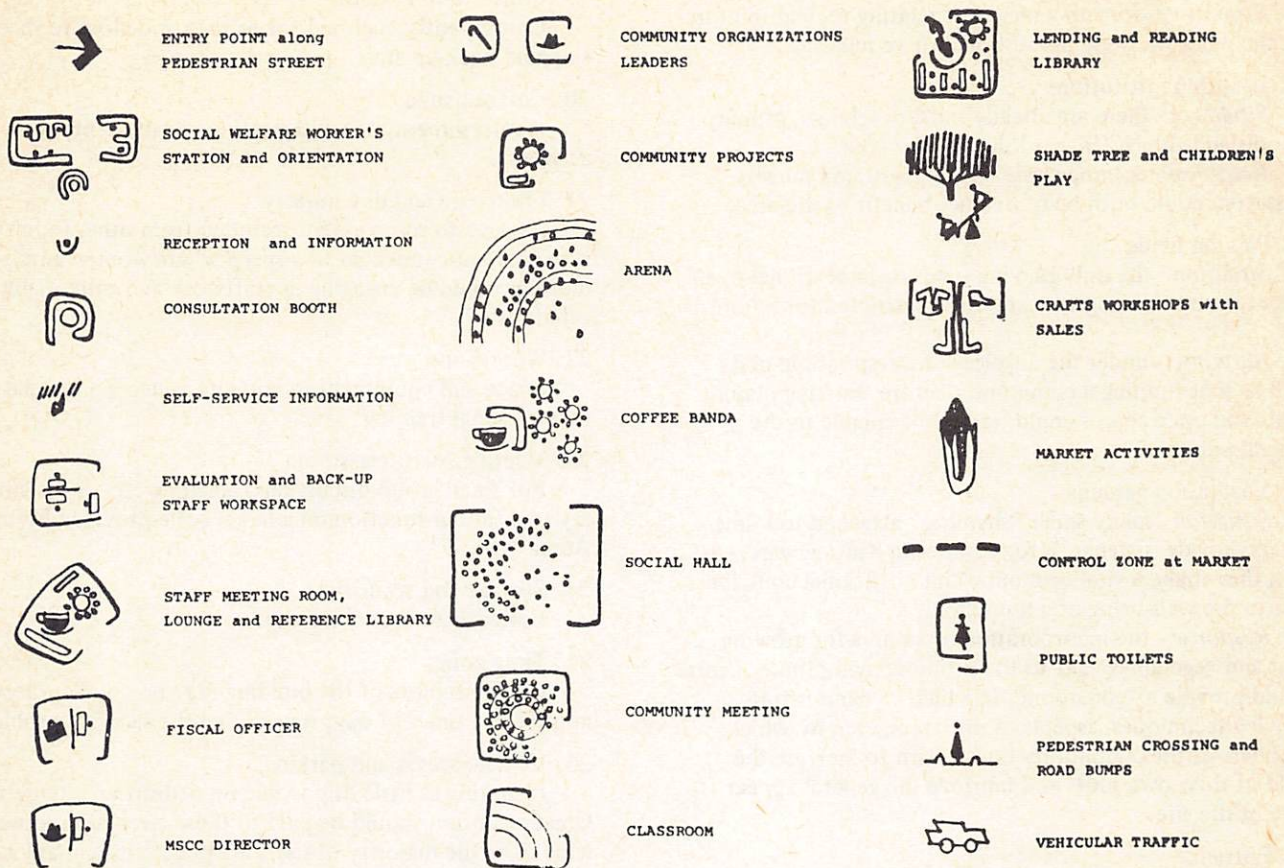 ENTRY POINT along
PEDESTRIAN STREET
SOCIAL WELFARE WORKER'S
STATION and ORIENTATION
RECEPTION and INFORMATION
CONSULTATION BOOTH
SELF-SERVICE INFORMATION
EVALUATION and BACK-UP
STAFF WORKSPACE
STAFF MEETING ROOM,
LOUNGE and REFERENCE LIBRARY
FISCAL OFFICER
MSCC DIRECTOR
COMMUNITY ORGANIZATIONS
LEADERS
COMMUNITY PROJECTS
ARENA
COFFEE BANDA
SOCIAL HALL
COMMUNITY MEETING
CLASSROOM
LENDING and READING
LIBRARY
SHADE TREE and CHILDREN'S
PLAY
CRAFTS WORKSHOPS with
SALES
MARKET ACTIVITIES
CONTROL ZONE at MARKET
PUBLIC TOILETS
PEDESTRIAN CROSSING and
ROAD BUMPS
VEHICULAR TRAFFIC